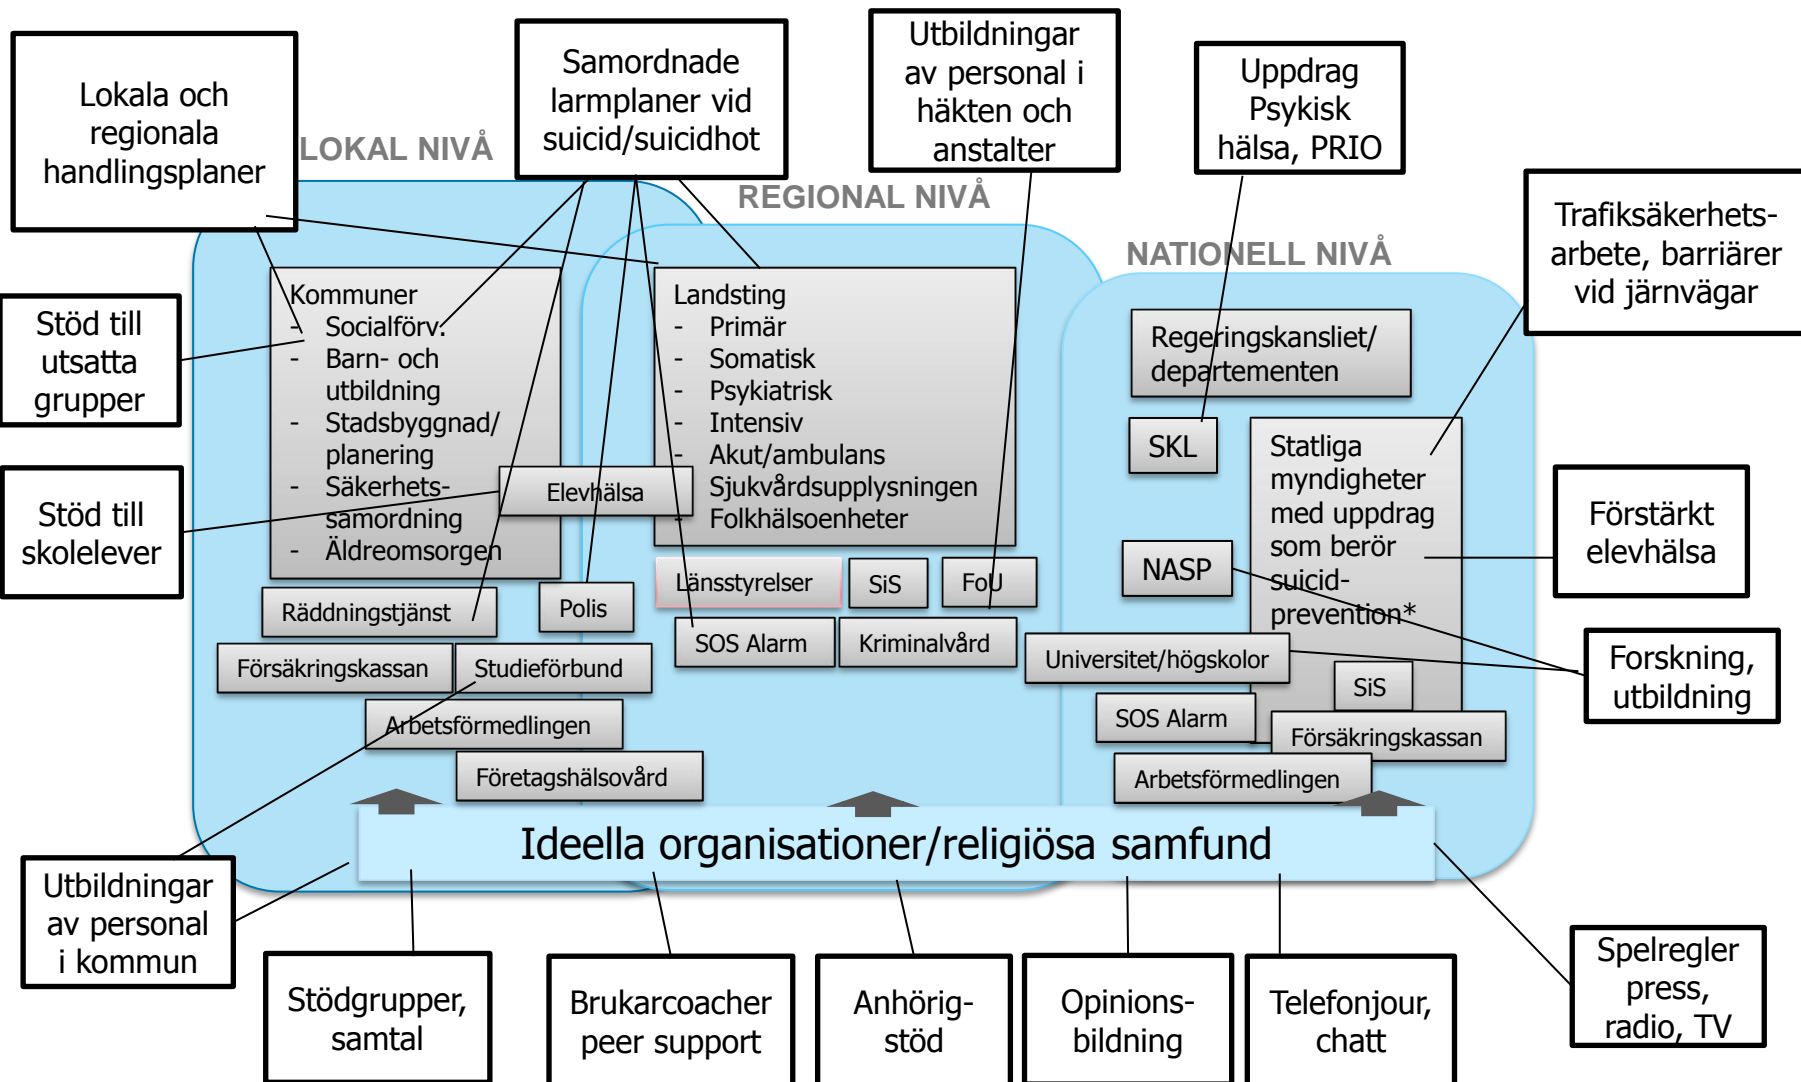 Lokala och
regionala
handlingsplaner
Samordnade
larmplaner vid
suicid/suicidhot
Utbildningar
av personal i
häkten och
anstalter
Uppdrag
Psykisk
hälsa, PRIO
LOKAL NIVÅ
REGIONAL NIVÅ
NATIONELL NIVÅ
Trafiksäkerhets-
arbete, barriärer
vid järnvägar
Stöd till
utsatta
grupper
Stöd till
skolelever
Kommuner
- Socialförv.
- Barn- och
utbildning
- Stadsbyggnad/
planering
- Säkerhets-
samordning
- Äldreomsorgen
Elevhälsa
Landsting
- Primär
- Somatisk
- Psykiatrisk
- Intensiv
- Akut/ambulans
Sjukvårdsupplysningen
- Folkhälsoenheter
Regeringskansliet/
departementen
SKL
Statliga
myndigheter
med uppdrag
som berör
suicid-
prevention*
NASP
Förstärkt
elevhälsa
Forskning,
utbildning
Räddningstjänst
Polis
Försäkringskassan
Studieförbund
Arbetsförmedlingen
Företagshälsovård
Länsstyrelser
SiS
FoU
SOS Alarm
Kriminalvård
Universitet/högskolor
SiS
SOS Alarm
Försäkringskassan
Arbetsförmedlingen
Ideella organisationer/religiösa samfund
Utbildningar
av personal
i kommun
Stödgrupper,
samtal
Brukarcoacher
peer support
Anhörig-
stöd
Opinions-
bildning
Telefonjour,
chatt
Spelregler
press,
radio, TV